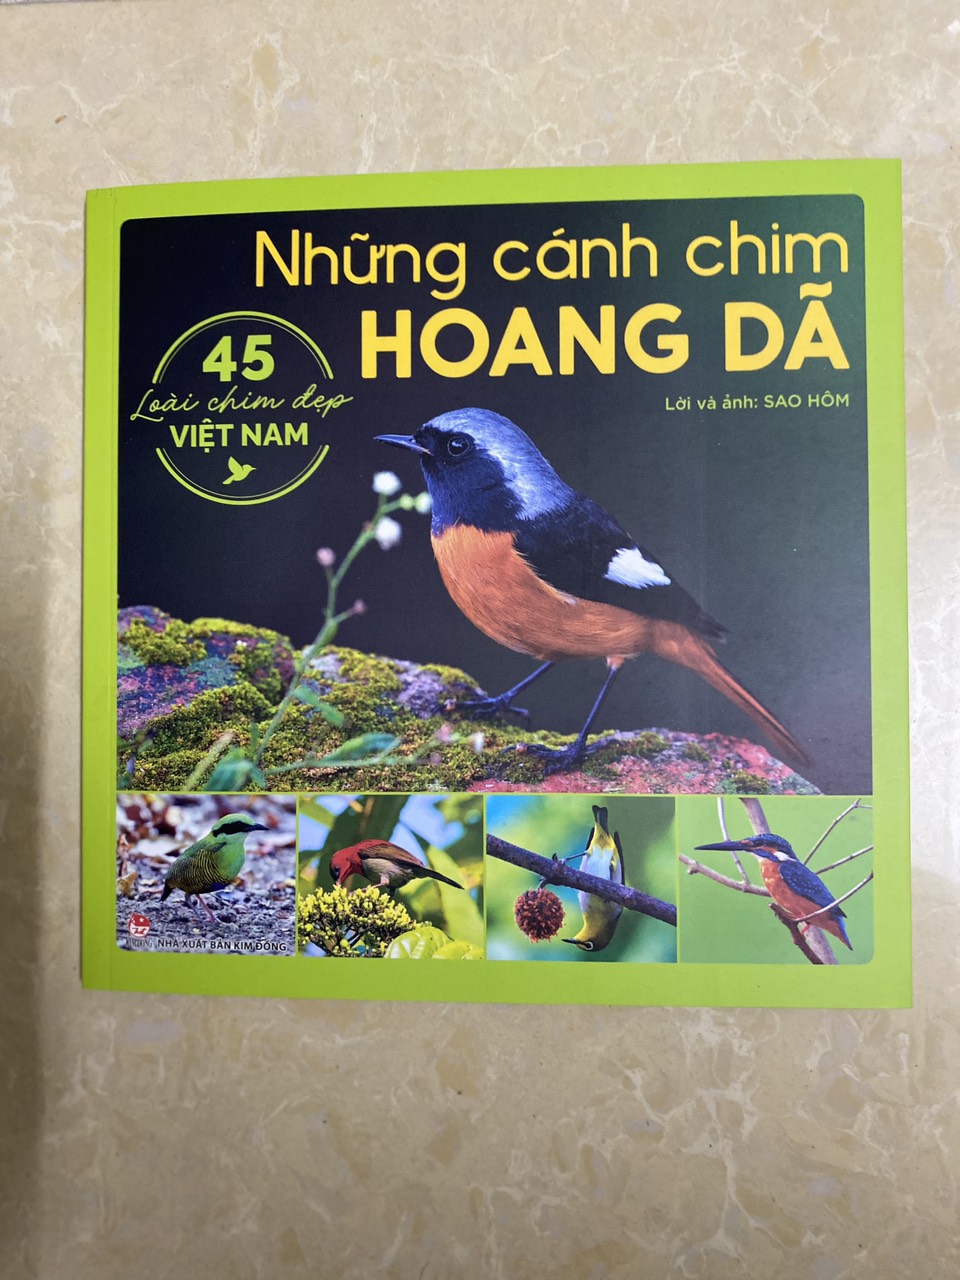 Những cánh chim
HOANG DÃ
Lời và ảnh: SAO HÔM
45
Loài chim đẹp
VIỆT NAM
NHÀ XUẤT BẢN KIM ĐỒNG